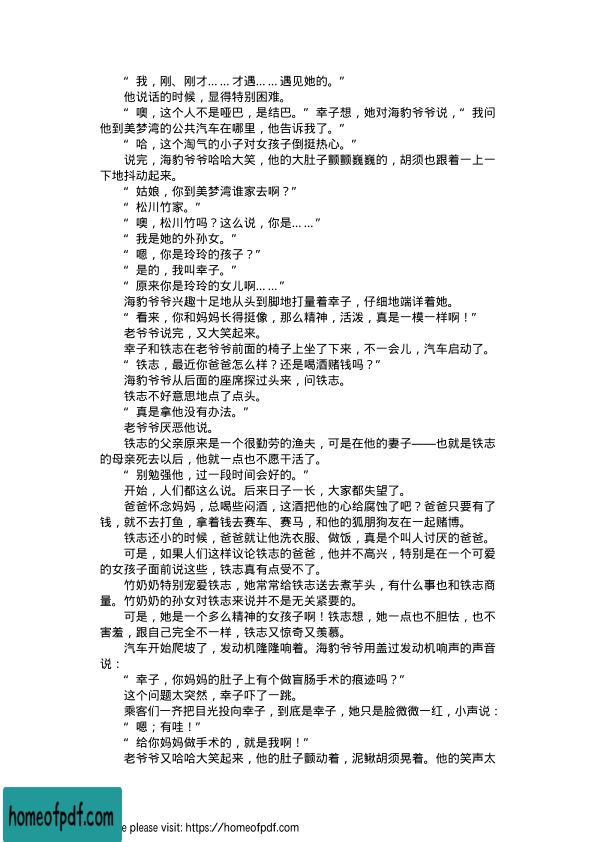 “ 我，刚、刚才……才遇……遇见她的。”
他说话的时候，显得特别困难。
“ 噢，这个人不是哑巴，是结巴。”幸子想，她对海豹爷爷说，“ 我问
他到美梦湾的公共汽车在哪里，他告诉我了。”
“ 哈，这个淘气的小子对女孩子倒挺热心。”
说完，海豹爷爷哈哈大笑，他的大肚子颤颤巍巍的，胡须也跟着一上一
下地抖动起来。
“ 姑娘，你到美梦湾谁家去啊？”
“ 松川竹家。”
“ 噢，松川竹吗？这么说，你是……”
“ 我是她的外孙女。”
“ 嗯，你是玲玲的孩子？”
“ 是的，我叫幸子。”
“ 原来你是玲玲的女儿啊……”
海豹爷爷兴趣十足地从头到脚地打量着幸子，仔细地端详着她。
“ 看来，你和妈妈长得挺像，那么精神，活泼，真是一模一样啊！”
老爷爷说完，又大笑起来。
幸子和铁志在老爷爷前面的椅子上坐了下来，不一会儿，汽车启动了。
“ 铁志，最近你爸爸怎么样？还是喝酒赌钱吗？”
海豹爷爷从后面的座席探过头来，问铁志。
铁志不好意思地点了点头。
“ 真是拿他没有办法。”
老爷爷厌恶他说。
铁志的父亲原来是一个很勤劳的渔夫，可是在他的妻子——也就是铁志
的母亲死去以后，他就一点也不愿干活了。
“ 别勉强他，过一段时间会好的。”
开始，人们都这么说。后来日子一长，大家都失望了。
爸爸怀念妈妈，总喝些闷酒，这酒把他的心给腐蚀了吧？爸爸只要有了
钱，就不去打鱼，拿着钱去赛车、赛马，和他的狐朋狗友在一起赌博。
铁志还小的时候，爸爸就让他洗衣服、做饭，真是个叫人讨厌的爸爸。
可是，如果人们这样议论铁志的爸爸，他并不高兴，特别是在一个可爱
的女孩子面前说这些，铁志真有点受不了。
竹奶奶特别宠爱铁志，她常常给铁志送去煮芋头，有什么事也和铁志商
量。竹奶奶的孙女对铁志来说并不是无关紧要的。
可是，她是一个多么精神的女孩子啊！铁志想，她一点也不胆怯，也不
害羞，跟自己完全不一样，铁志又惊奇又羡慕。
汽车开始爬坡了，发动机隆隆响着。海豹爷爷用盖过发动机响声的声音
说：
“ 幸子，你妈妈的肚子上有个做盲肠手术的痕迹吗？”
这个问题太突然，幸子吓了一跳。
乘客们一齐把目光投向幸子，到底是幸子，她只是脸微微一红，小声说：
“ 嗯；有哇！”
“ 给你妈妈做手术的，就是我啊！”
老爷爷又哈哈大笑起来，他的肚子颤动着，泥鳅胡须晃着。他的笑声太
homeofpdf.com
e please visit: https://homeofpdf.com